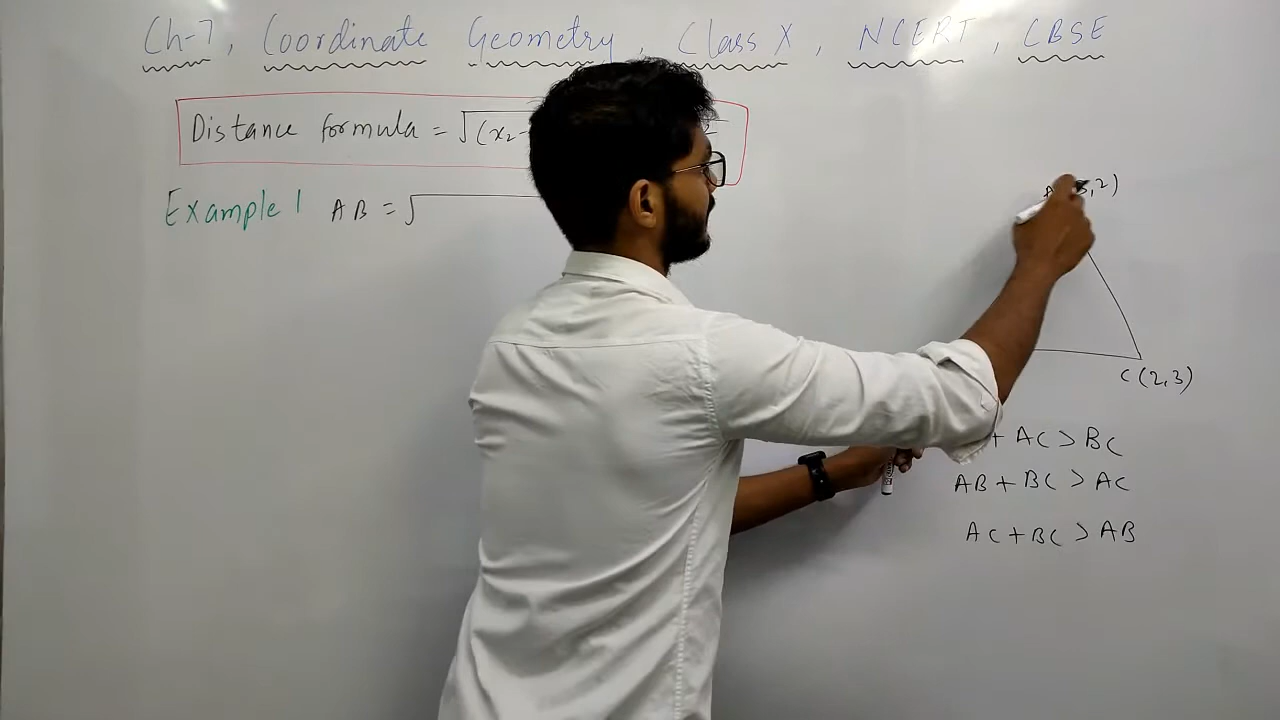 Ch-7, Coordinate Geometry, Class X, NCERT, CBSE
Distance formula = √(x₂-
Example 1 AB = √
,2)
C(2,3)
+ AC > BC
AB + BC > AC
AC + BC > AB